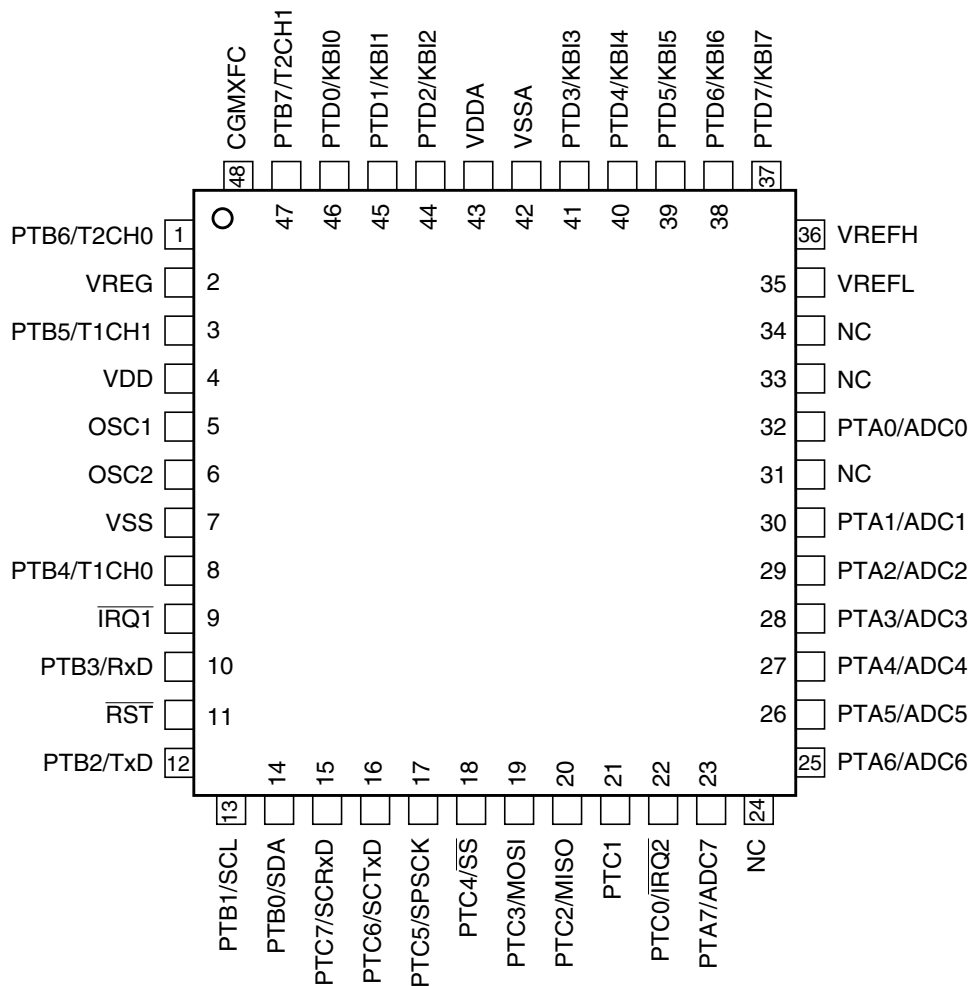 CGMXFC
PTB7/T2CH1
PTD0/KBI0
PTD1/KBI1
PTD2/KBI2
VDDA
VSSA
PTD3/KBI3
PTD4/KBI4
PTD5/KBI5
PTD6/KBI6
PTD7/KBI7
48
47
46
45
44
43
42
41
40
39
38
37
PTB6/T2CH0 1
VREG 2
PTB5/T1CH1 3
VDD 4
OSC1 5
OSC2 6
VSS 7
PTB4/T1CH0 8
I̅R̅Q̅1̅ 9
PTB3/RxD 10
R̅S̅T̅ 11
PTB2/TxD 12
36 VREFH
35 VREFL
34 NC
33 NC
32 PTA0/ADC0
31 NC
30 PTA1/ADC1
29 PTA2/ADC2
28 PTA3/ADC3
27 PTA4/ADC4
26 PTA5/ADC5
25 PTA6/ADC6
13
14
15
16
17
18
19
20
21
22
23
24
PTB1/SCL
PTB0/SDA
PTC7/SCRxD
PTC6/SCTxD
PTC5/SPSCK
PTC4/S̅S̅
PTC3/MOSI
PTC2/MISO
PTC1
PTC0/I̅R̅Q̅2̅
PTA7/ADC7
NC